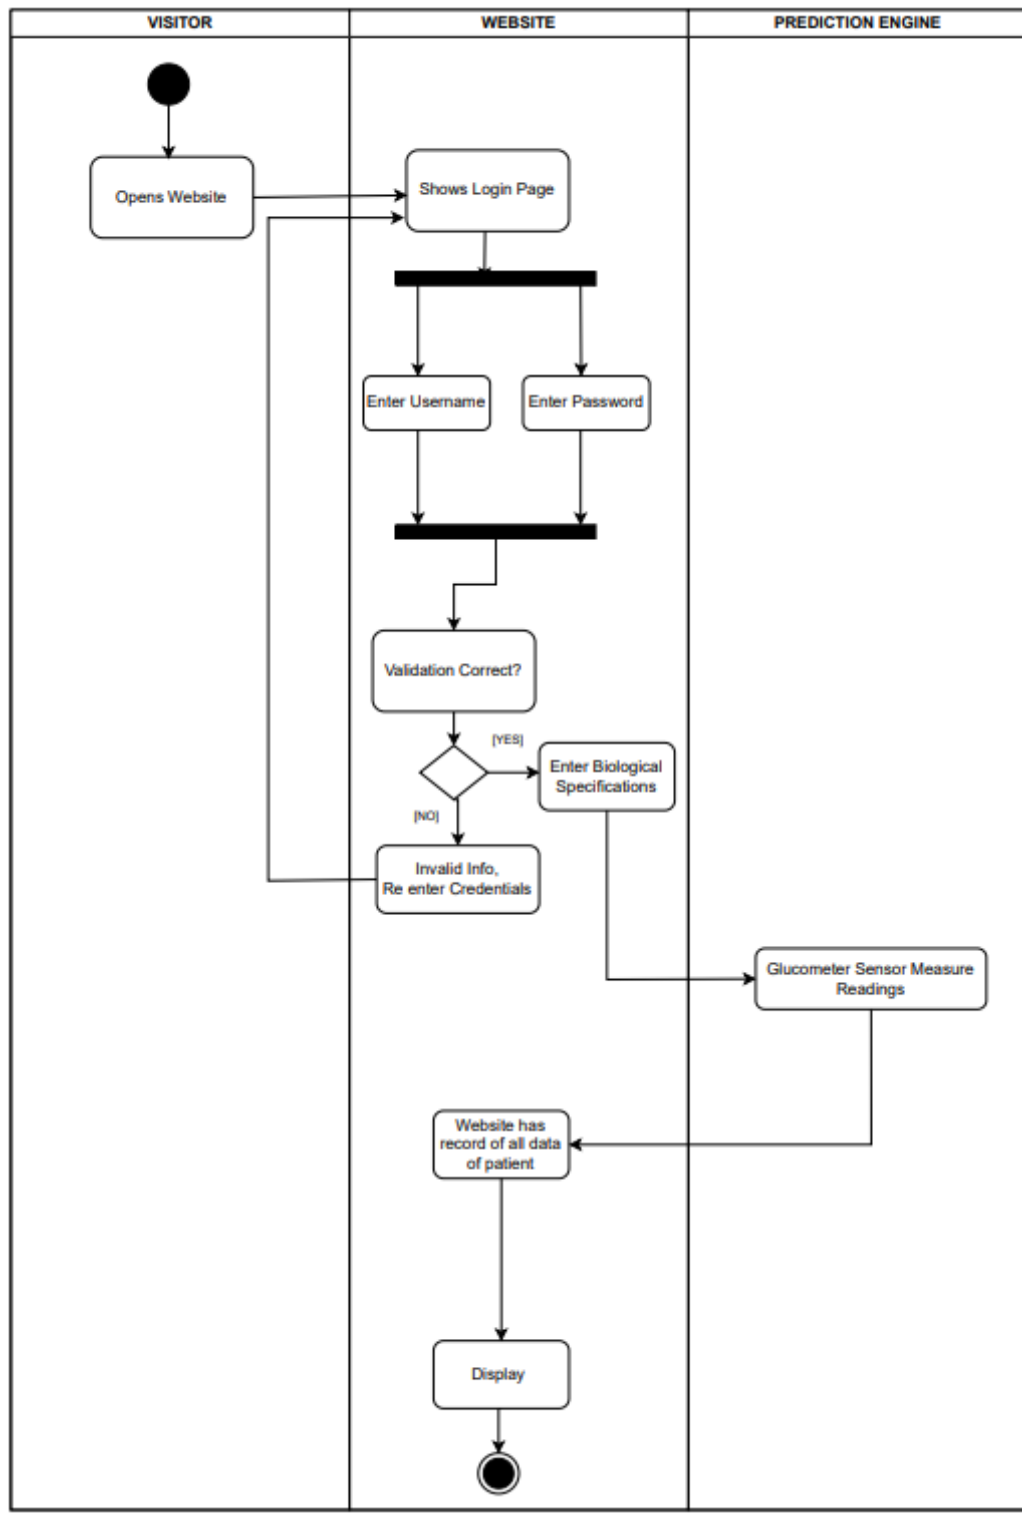 VISITOR
WEBSITE
PREDICTION ENGINE
Opens Website
Shows Login Page
Enter Username
Enter Password
Validation Correct?
[YES]
Enter Biological
Specifications
[NO]
Invalid Info,
Re enter Credentials
Glucometer Sensor Measure
Readings
Website has
record of all data
of patient
Display